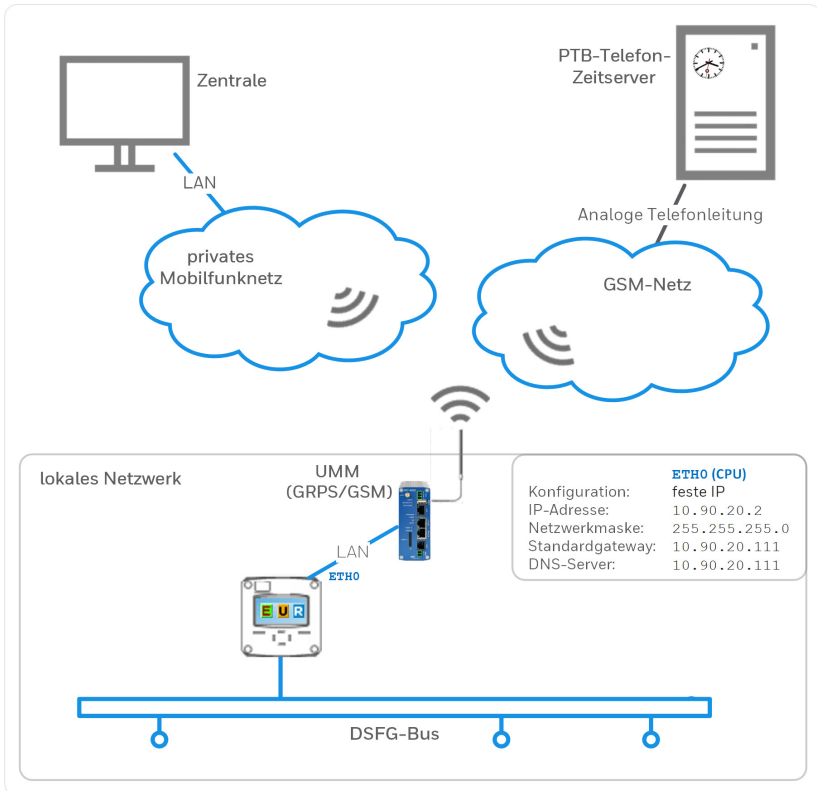 Zentrale
PTB-Telefon-
Zeitserver
LAN
Analoge Telefonleitung
privates
Mobilfunknetz
GSM-Netz
lokales Netzwerk
UMM
(GRPS/GSM)
ETH0 (CPU)
Konfiguration: feste IP
IP-Adresse: 10.90.20.2
Netzwerkmaske: 255.255.255.0
Standardgateway: 10.90.20.111
DNS-Server: 10.90.20.111
LAN
ETH0
E U R
DSFG-Bus